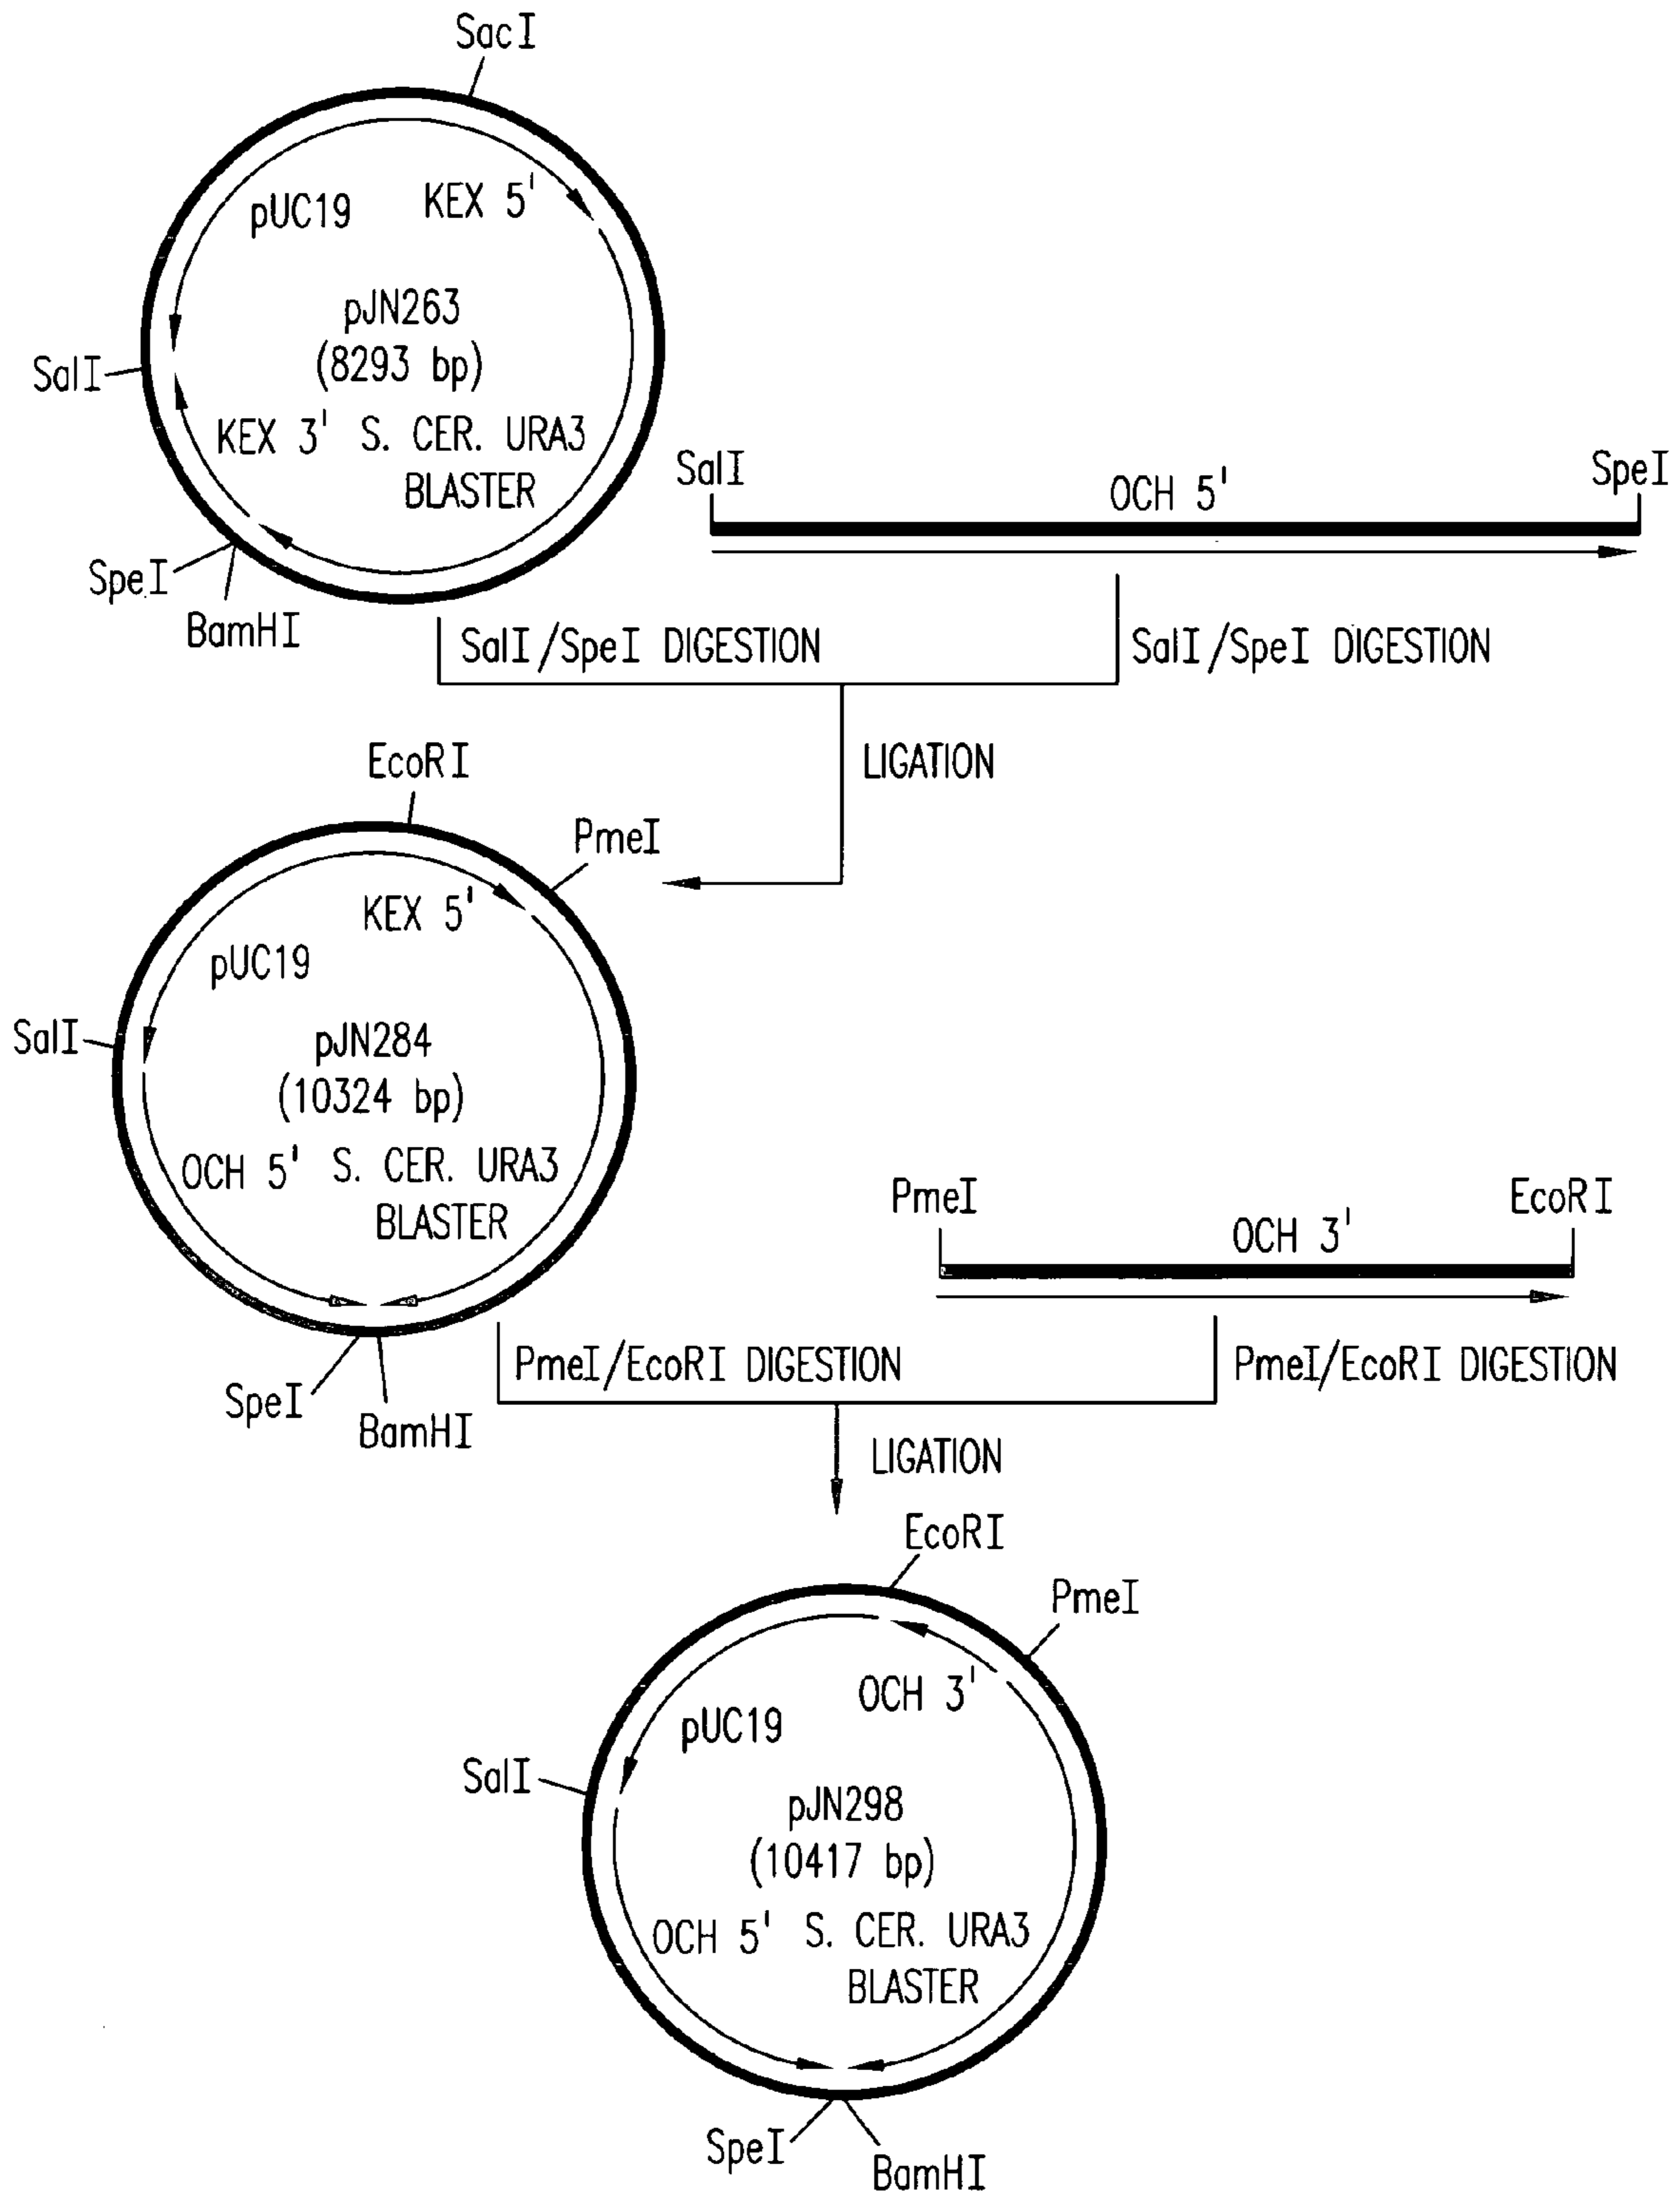 SacI
pUC19 KEX 5'
pJN263
(8293 bp)
SalI
KEX 3' S. CER. URA3
BLASTER
SpeI
BamHI
SalI OCH 5' SpeI
SalI/SpeI DIGESTION SalI/SpeI DIGESTION
LIGATION
EcoRI
PmeI
KEX 5'
pUC19
SalI
pJN284
(10324 bp)
OCH 5' S. CER. URA3
BLASTER
SpeI
BamHI
PmeI OCH 3' EcoRI
PmeI/EcoRI DIGESTION PmeI/EcoRI DIGESTION
LIGATION
EcoRI
PmeI
OCH 3'
pUC19
SalI
pJN298
(10417 bp)
OCH 5' S. CER. URA3
BLASTER
SpeI
BamHI